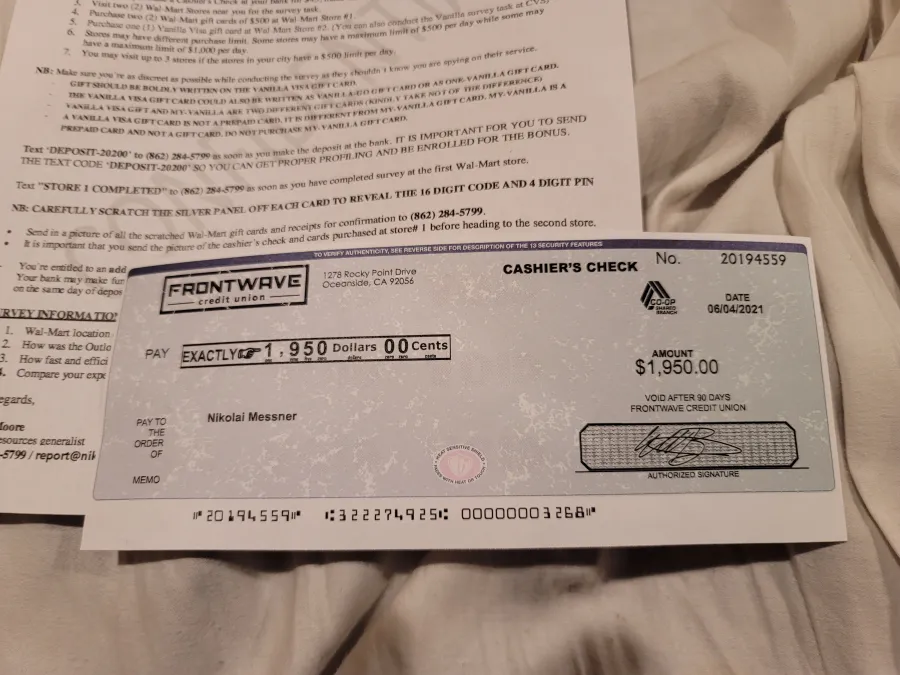 3. Visit two (2) Wal-Mart Stores near you for the survey task.
4. Purchase two (2) Wal-Mart gift cards of $500 at Wal-Mart Store #1.
5. Purchase one (1) Vanilla Visa gift card at Wal Mart Store #2. (You can also conduct the Vanilla survey task at CVS)
6. Stores may have different purchase limit. Some stores may have a maximum limit of $500 per day while some may
have a maximum limit of $1,000 per day.
7. You may visit up to 3 stores if the stores in your city have a $500 limit per day.
NB: Make sure you're as discreet as possible while conducting the survey as they shouldn't know you are spying on their service.
- GIFT SHOULD BE BOLDLY WRITTEN ON THE VANILLA VISA GIFT CARD.
- THE VANILLA VISA GIFT CARD COULD ALSO BE WRITTEN AS VANILLA GO GIFT CARD OR AS ONE VANILLA GIFT CARD.
- VANILLA VISA GIFT AND MY-VANILLA ARE TWO DIFFERENT GIFT CARDS (KINDLY TAKE NOT OF THE DIFFERENCE)
- A VANILLA VISA GIFT CARD IS NOT A PREPAID CARD, IT IS DIFFERENT FROM MY-VANILLA GIFT CARD. MY-VANILLA IS A
PREPAID CARD AND NOT A GIFT CARD. DO NOT PURCHASE MY-VANILLA GIFT CARD.
Text 'DEPOSIT-20200' to (862) 284-5799 as soon as you make the deposit at the bank. IT IS IMPORTANT FOR YOU TO SEND
THE TEXT CODE 'DEPOSIT-20200' SO YOU CAN GET PROPER PROFILING AND BE ENROLLED FOR THE BONUS.
Text "STORE 1 COMPLETED" to (862) 284-5799 as soon as you have completed survey at the first Wal-Mart store.
NB: CAREFULLY SCRATCH THE SILVER PANEL OFF EACH CARD TO REVEAL THE 16 DIGIT CODE AND 4 DIGIT PIN
• Send in a picture of all the scratched Wal-Mart gift cards and receipts for confirmation to (862) 284-5799.
• It is important that you send the picture of the cashier's check and cards purchased at store# 1 before heading to the second store.
- You're entitled to an add
- Your bank may make fun
on the same day of depos
RVEY INFORMATIO
1. Wal-Mart location
2. How was the Outlo
3. How fast and effici
4. Compare your expe
egards,
Moore
esources generalist
-5799 / report@nik
TO VERIFY AUTHENTICITY, SEE REVERSE SIDE FOR DESCRIPTION OF THE 13 SECURITY FEATURES
FRONTWAVE
credit union
1278 Rocky Point Drive
Oceanside, CA 92056
CASHIER'S CHECK
No. 20194559
CO-OP
SHARED
BRANCH
DATE
06/04/2021
PAY EXACTLY 1,950 Dollars 00 Cents
AMOUNT
$1,950.00
VOID AFTER 90 DAYS
FRONTWAVE CREDIT UNION
PAY TO
THE
ORDER
OF
Nikolai Messner
MEMO
AUTHORIZED SIGNATURE
⑈20194559⑈ ⑆322274925⑆ 00000003268⑈